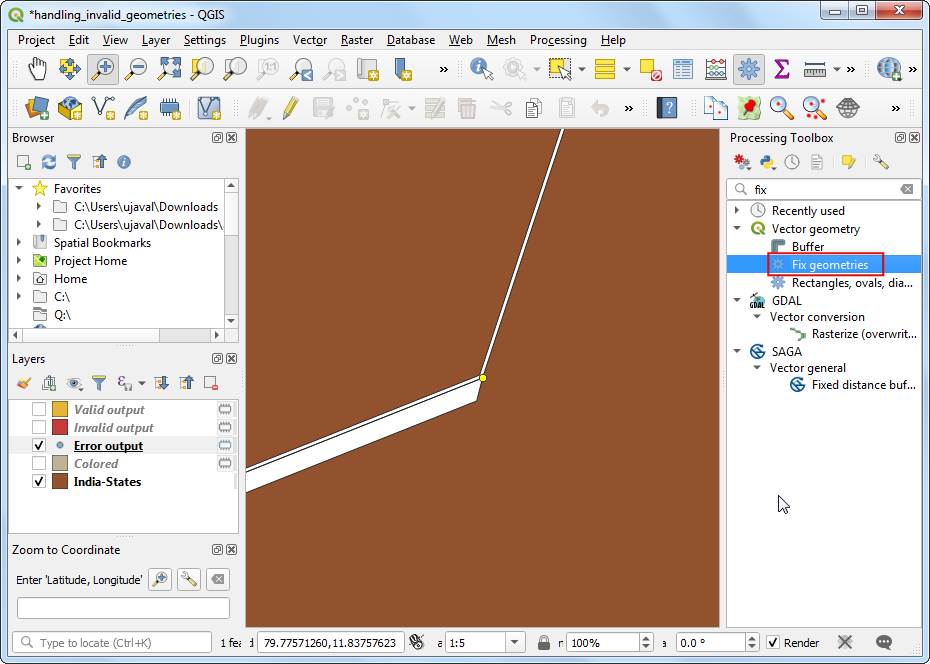 *handling_invalid_geometries - QGIS
Project Edit View Layer Settings Plugins Vector Raster Database Web Mesh Processing Help
Browser
Favorites
C:\Users\ujaval\Downloads
C:\Users\ujaval\Downloads\
Spatial Bookmarks
Project Home
Home
C:\
Q:\
Layers
Valid output
Invalid output
Error output
Colored
India-States
Zoom to Coordinate
Enter 'Latitude, Longitude'
Processing Toolbox
fix
Recently used
Vector geometry
Buffer
Fix geometries
Rectangles, ovals, dia...
GDAL
Vector conversion
Rasterize (overwrit...
SAGA
Vector general
Fixed distance buf...
Type to locate (Ctrl+K) 1 fea 79.77571260,11.83757623 1:5 100% 0.0 ° Render